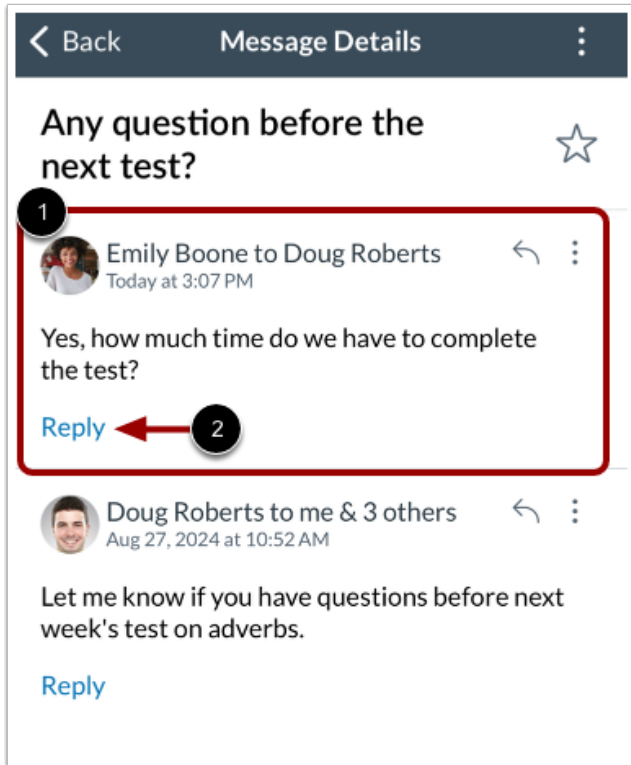 Back Message Details
Any question before the
next test?
1
Emily Boone to Doug Roberts
Today at 3:07 PM
Yes, how much time do we have to complete
the test?
Reply 2
Doug Roberts to me & 3 others
Aug 27, 2024 at 10:52 AM
Let me know if you have questions before next
week's test on adverbs.
Reply